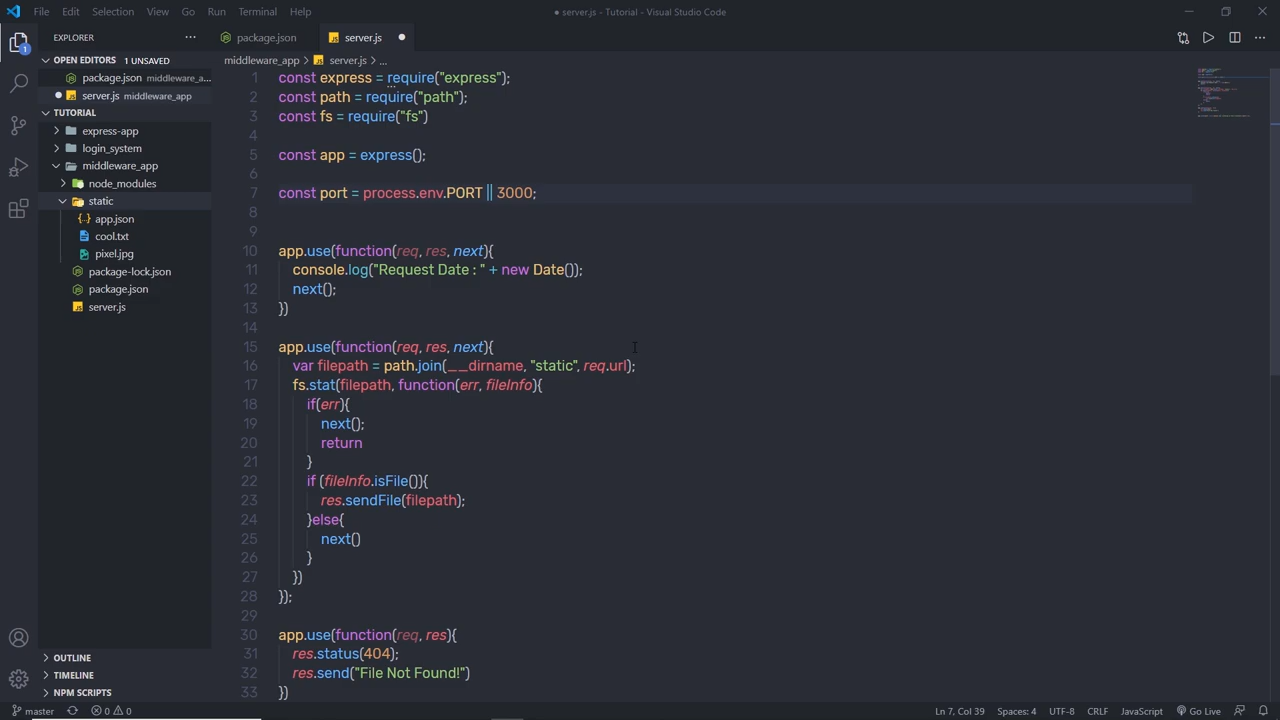 File Edit Selection View Go Run Terminal Help
● server.js - Tutorial - Visual Studio Code
EXPLORER
package.json
server.js
OPEN EDITORS 1 UNSAVED
package.json middleware_a...
server.js middleware_app
TUTORIAL
express-app
login_system
middleware_app
node_modules
static
app.json
cool.txt
pixel.jpg
package-lock.json
package.json
server.js
OUTLINE
TIMELINE
NPM SCRIPTS
middleware_app > server.js > ...
1 const express = require("express");
2 const path = require("path");
3 const fs = require("fs")
4
5 const app = express();
6
7 const port = process.env.PORT || 3000;
8
9
10 app.use(function(req, res, next){
11 console.log("Request Date : " + new Date());
12 next();
13 })
14
15 app.use(function(req, res, next){
16 var filepath = path.join(__dirname, "static", req.url);
17 fs.stat(filepath, function(err, fileInfo){
18 if(err){
19 next();
20 return
21 }
22 if (fileInfo.isFile()){
23 res.sendFile(filepath);
24 }else{
25 next()
26 }
27 })
28 });
29
30 app.use(function(req, res){
31 res.status(404);
32 res.send("File Not Found!")
33 })
1
master 0 0
Ln 7, Col 39 Spaces: 4 UTF-8 CRLF JavaScript Go Live